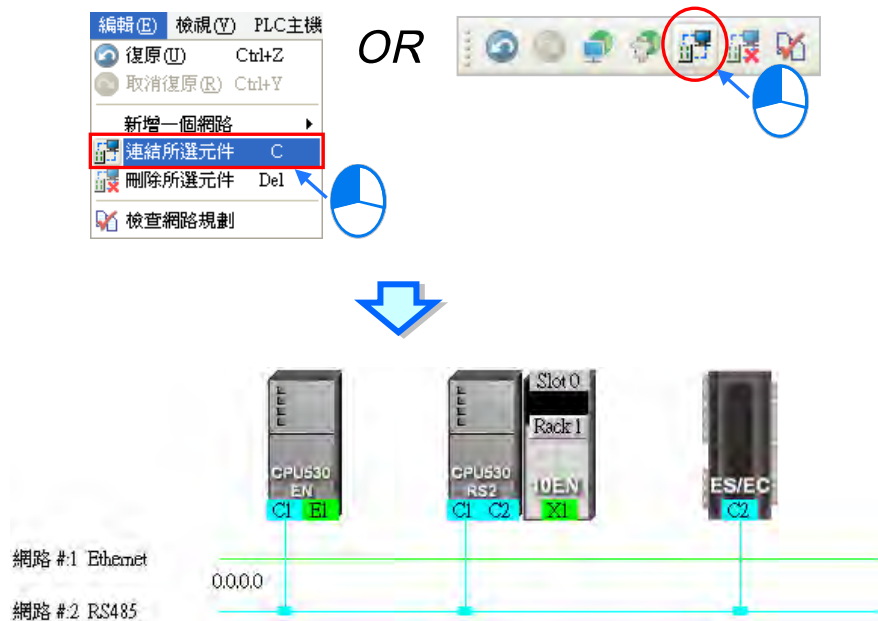 編輯(E) 檢視(V) PLC主機
復原(U) Ctrl+Z
取消復原(R) Ctrl+Y
新增一個網路
連結所選元件 C
刪除所選元件 Del
檢查網路規劃
OR
Slot 0
Rack 1
CPU530
EN
C1 E1
CPU530
RS2
C1 C2
10EN
X1
ES/EC
C2
網路 #:1 Ethernet
0.0.0.0
網路 #:2 RS485